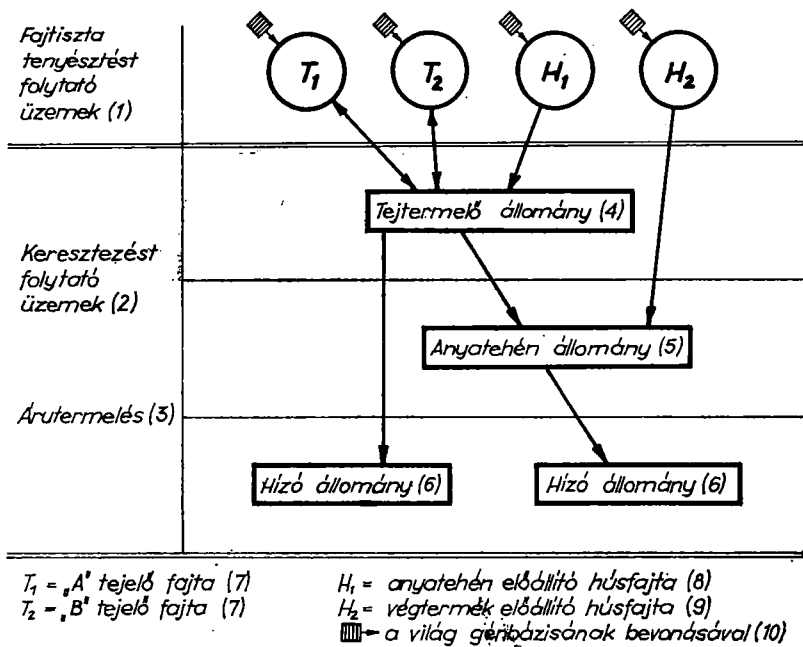 Fajtiszta
tenyésztést
folytató
üzemek (1)
T₁
T₂
H₁
H₂
Tejtermelő állomány (4)
Keresztezést
folytató
üzemek (2)
Anyatehén állomány (5)
Árutermelés (3)
Hízó állomány (6)
Hízó állomány (6)
T₁ = „A" tejelő fajta (7)
T₂ = „B" tejelő fajta (7)
H₁ = anyatehén előállító húsfajta (8)
H₂ = végtermék előállító húsfajta (9)
a világ génbázisának bevonásával (10)